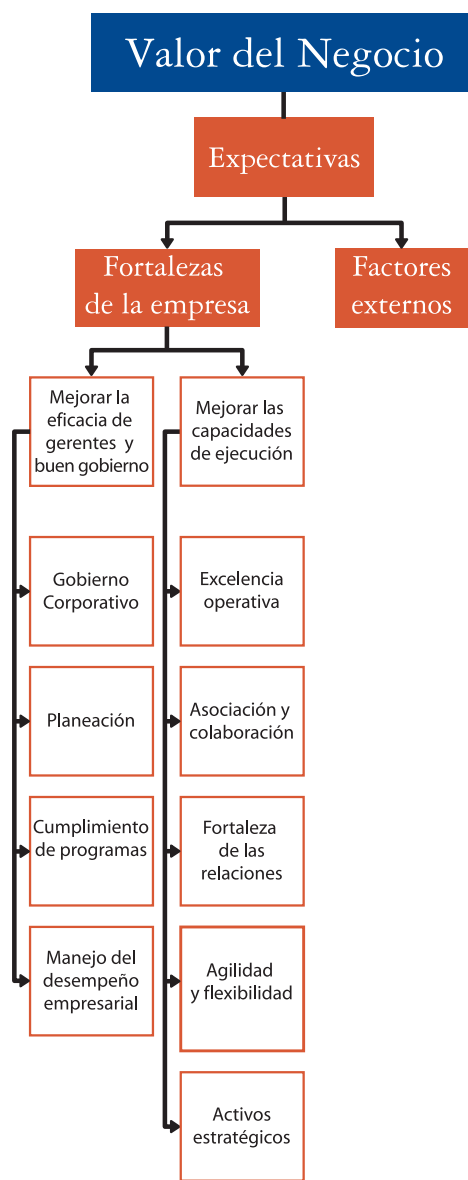 Valor del Negocio
Expectativas
Fortalezas
de la empresa
Factores
externos
Mejorar la
eficacia de
gerentes y
buen gobierno
Mejorar las
capacidades
de ejecución
Gobierno
Corporativo
Excelencia
operativa
Planeación
Asociación y
colaboración
Cumplimiento
de programas
Fortaleza
de las
relaciones
Manejo del
desempeño
empresarial
Agilidad
y flexibilidad
Activos
estratégicos